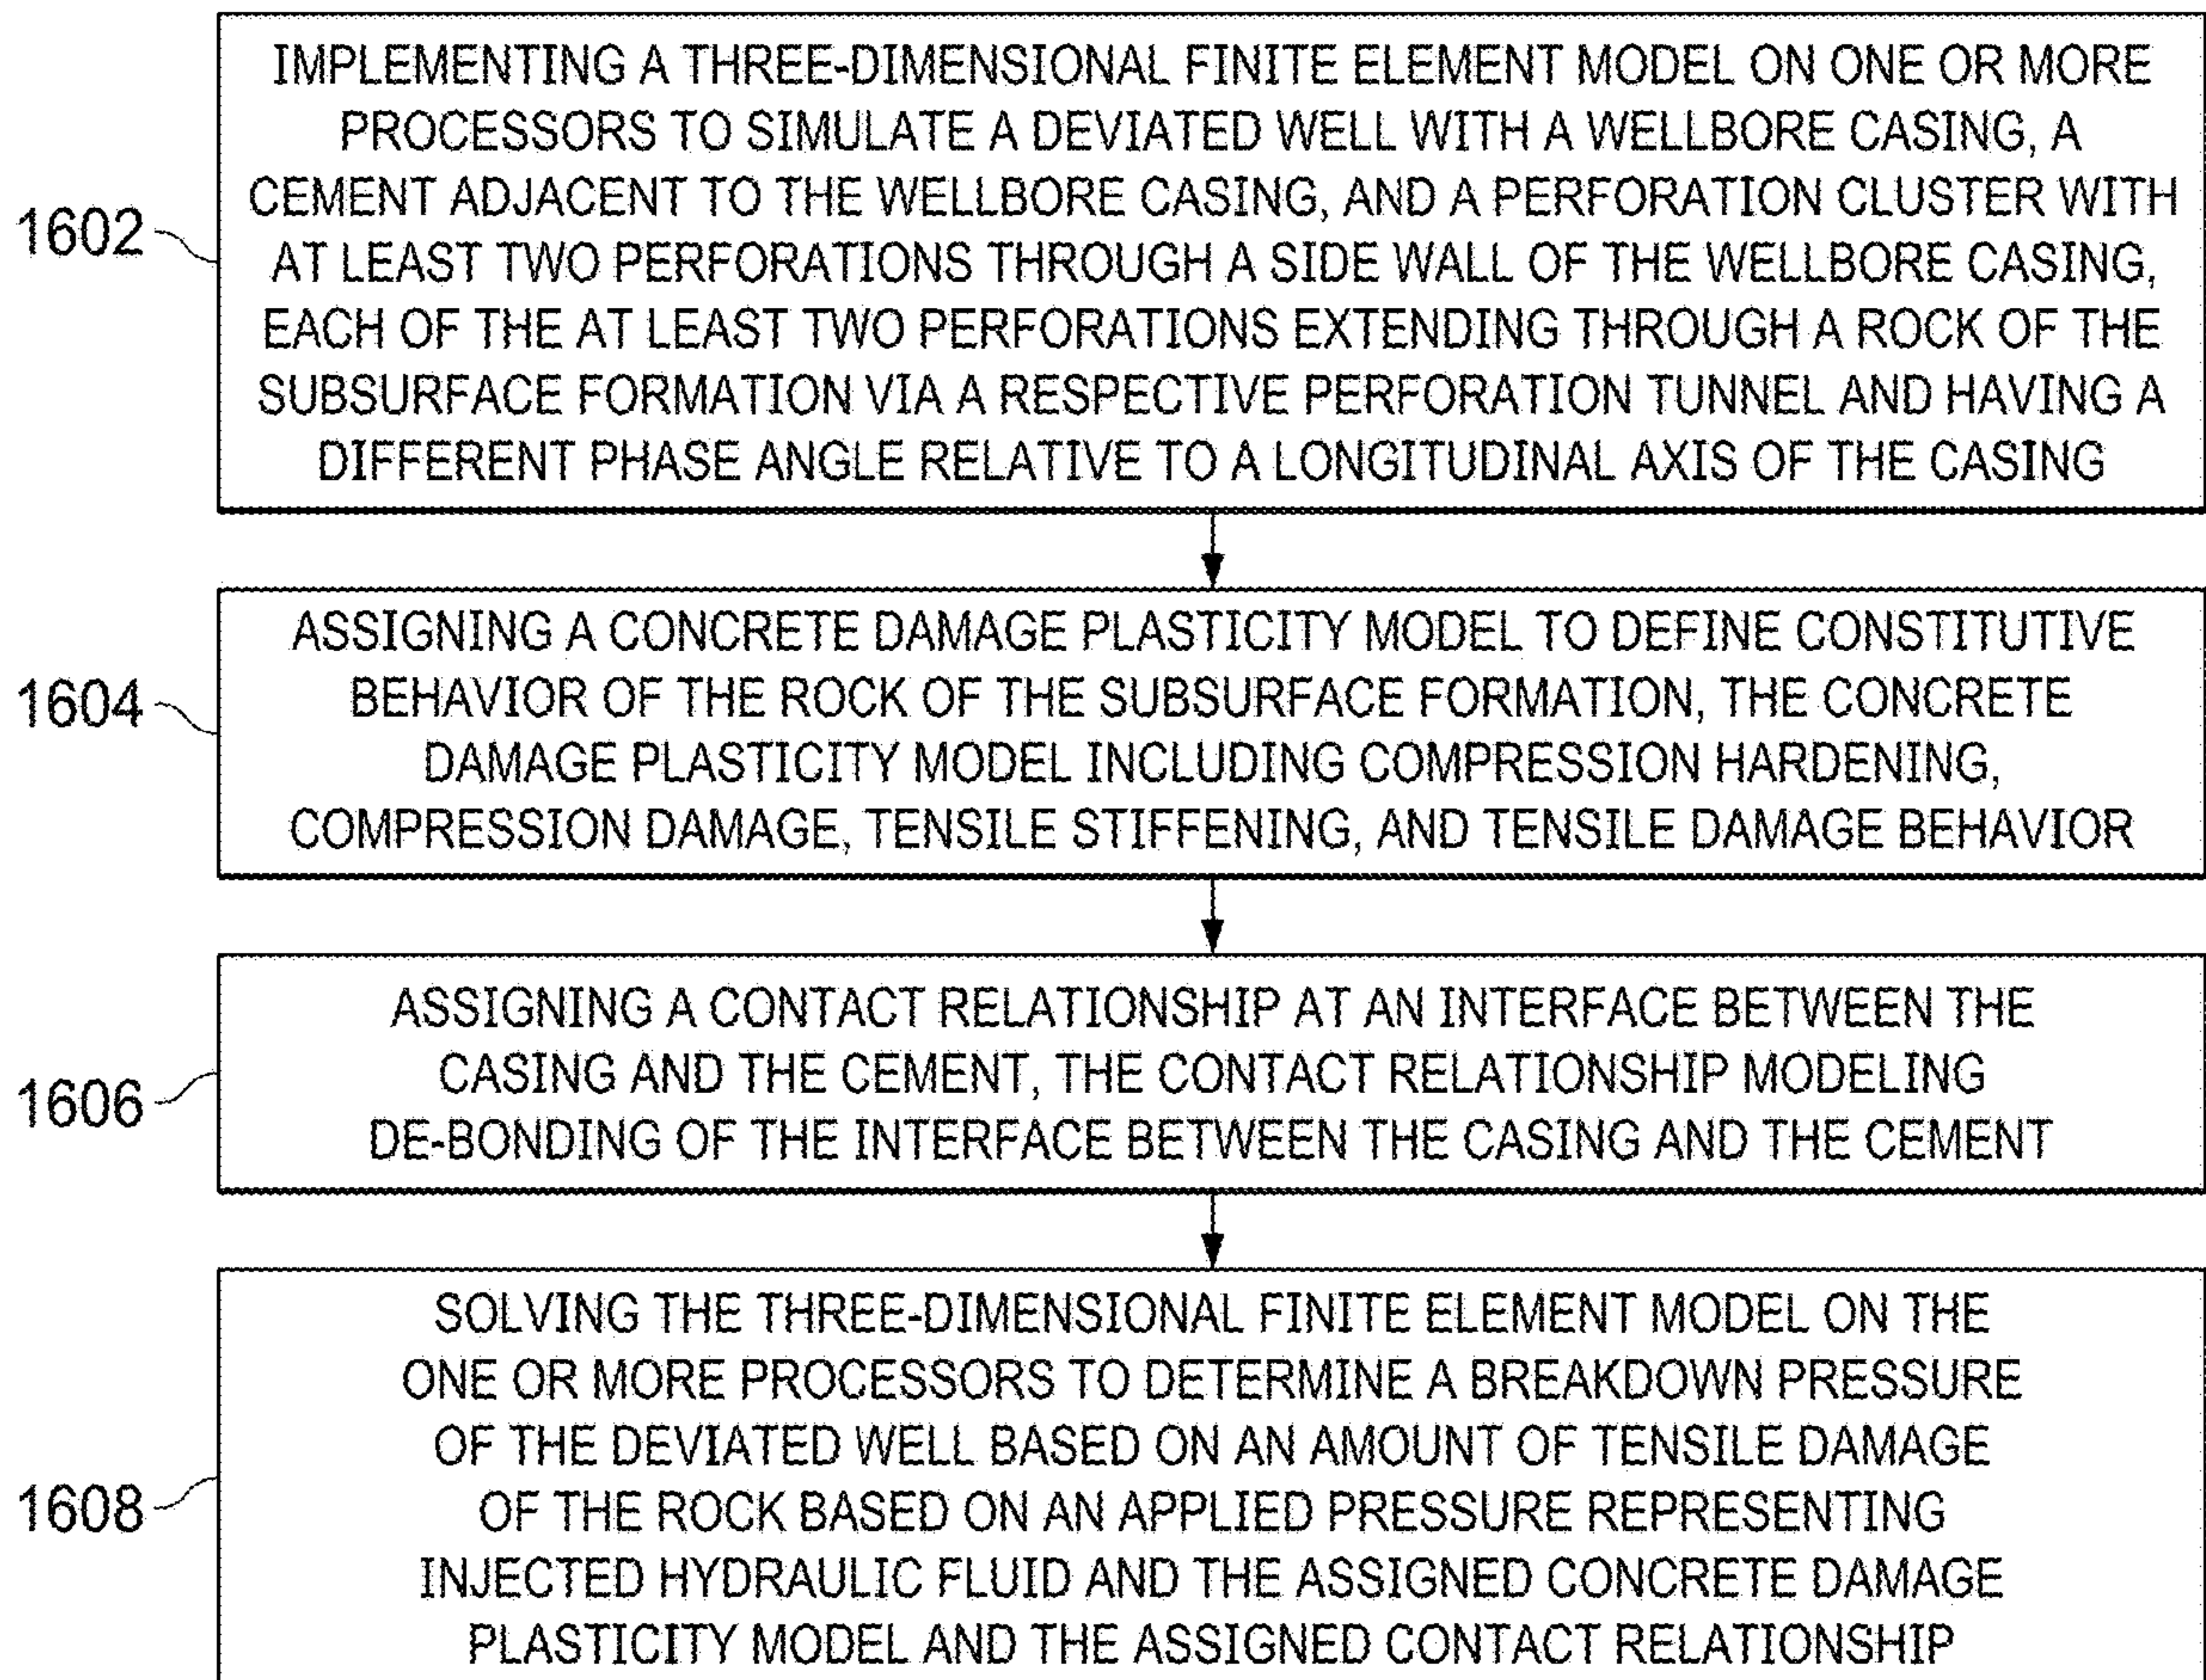 IMPLEMENTING A THREE-DIMENSIONAL FINITE ELEMENT MODEL ON ONE OR MORE
PROCESSORS TO SIMULATE A DEVIATED WELL WITH A WELLBORE CASING, A
CEMENT ADJACENT TO THE WELLBORE CASING, AND A PERFORATION CLUSTER WITH
AT LEAST TWO PERFORATIONS THROUGH A SIDE WALL OF THE WELLBORE CASING,
EACH OF THE AT LEAST TWO PERFORATIONS EXTENDING THROUGH A ROCK OF THE
SUBSURFACE FORMATION VIA A RESPECTIVE PERFORATION TUNNEL AND HAVING A
DIFFERENT PHASE ANGLE RELATIVE TO A LONGITUDINAL AXIS OF THE CASING
1602
ASSIGNING A CONCRETE DAMAGE PLASTICITY MODEL TO DEFINE CONSTITUTIVE
BEHAVIOR OF THE ROCK OF THE SUBSURFACE FORMATION, THE CONCRETE
DAMAGE PLASTICITY MODEL INCLUDING COMPRESSION HARDENING,
COMPRESSION DAMAGE, TENSILE STIFFENING, AND TENSILE DAMAGE BEHAVIOR
1604
ASSIGNING A CONTACT RELATIONSHIP AT AN INTERFACE BETWEEN THE
CASING AND THE CEMENT, THE CONTACT RELATIONSHIP MODELING
DE-BONDING OF THE INTERFACE BETWEEN THE CASING AND THE CEMENT
1606
SOLVING THE THREE-DIMENSIONAL FINITE ELEMENT MODEL ON THE
ONE OR MORE PROCESSORS TO DETERMINE A BREAKDOWN PRESSURE
OF THE DEVIATED WELL BASED ON AN AMOUNT OF TENSILE DAMAGE
OF THE ROCK BASED ON AN APPLIED PRESSURE REPRESENTING
INJECTED HYDRAULIC FLUID AND THE ASSIGNED CONCRETE DAMAGE
PLASTICITY MODEL AND THE ASSIGNED CONTACT RELATIONSHIP
1608